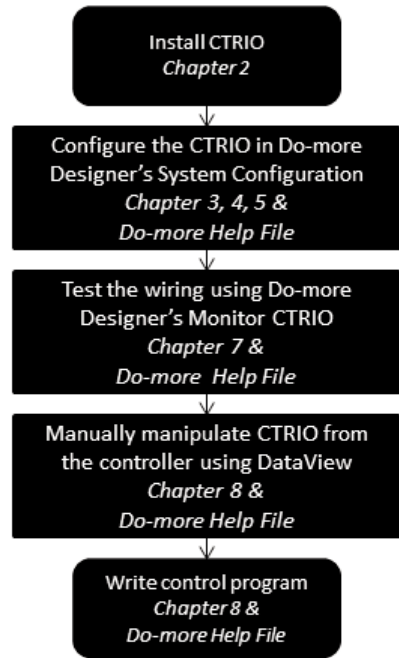 Install CTRIO
Chapter 2
Configure the CTRIO in Do-more
Designer's System Configuration
Chapter 3, 4, 5 &
Do-more Help File
Test the wiring using Do-more
Designer's Monitor CTRIO
Chapter 7 &
Do-more Help File
Manually manipulate CTRIO from
the controller using DataView
Chapter 8 &
Do-more Help File
Write control program
Chapter 8 &
Do-more Help File